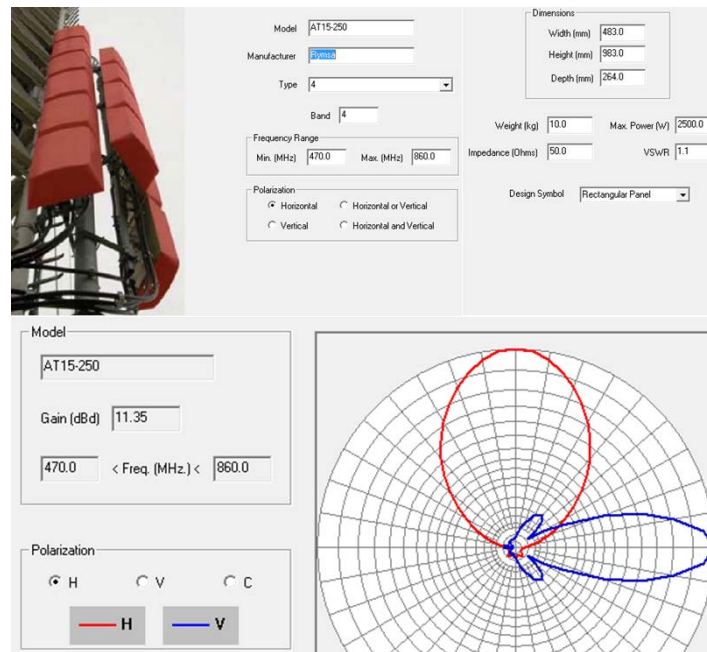 Model AT15-250
Manufacturer Rymsa
Type 4
Band 4
Frequency Range
Min. (MHz) 470.0 Max. (MHz) 860.0
Polarization
Horizontal Horizontal or Vertical
Vertical Horizontal and Vertical
Dimensions
Width (mm) 483.0
Height (mm) 983.0
Depth (mm) 264.0
Weight (kg) 10.0 Max. Power (W) 2500.0
Impedance (Ohms) 50.0 VSWR 1.1
Design Symbol Rectangular Panel
Model
AT15-250
Gain (dBd) 11.35
470.0 < Freq. (MHz.) < 860.0
Polarization
H V C
H V